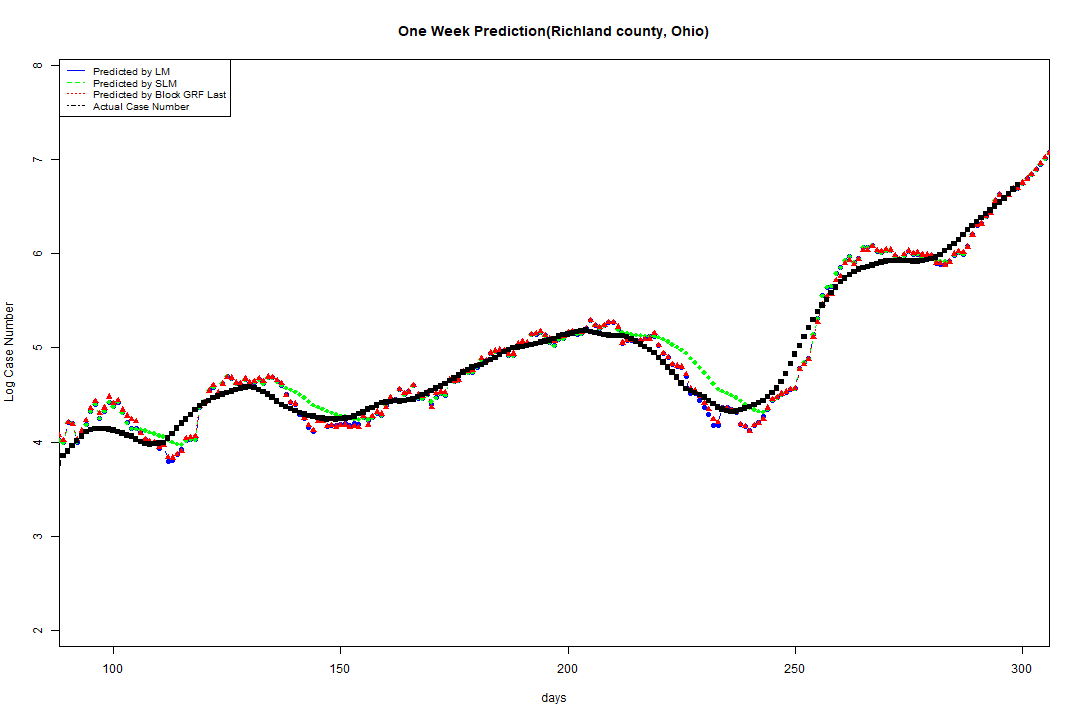 One Week Prediction(Richland county, Ohio)
Predicted by LM
Predicted by SLM
Predicted by Block GRF Last
Actual Case Number
8
7
6
5
4
3
2
Log Case Number
100 150 200 250 300
days